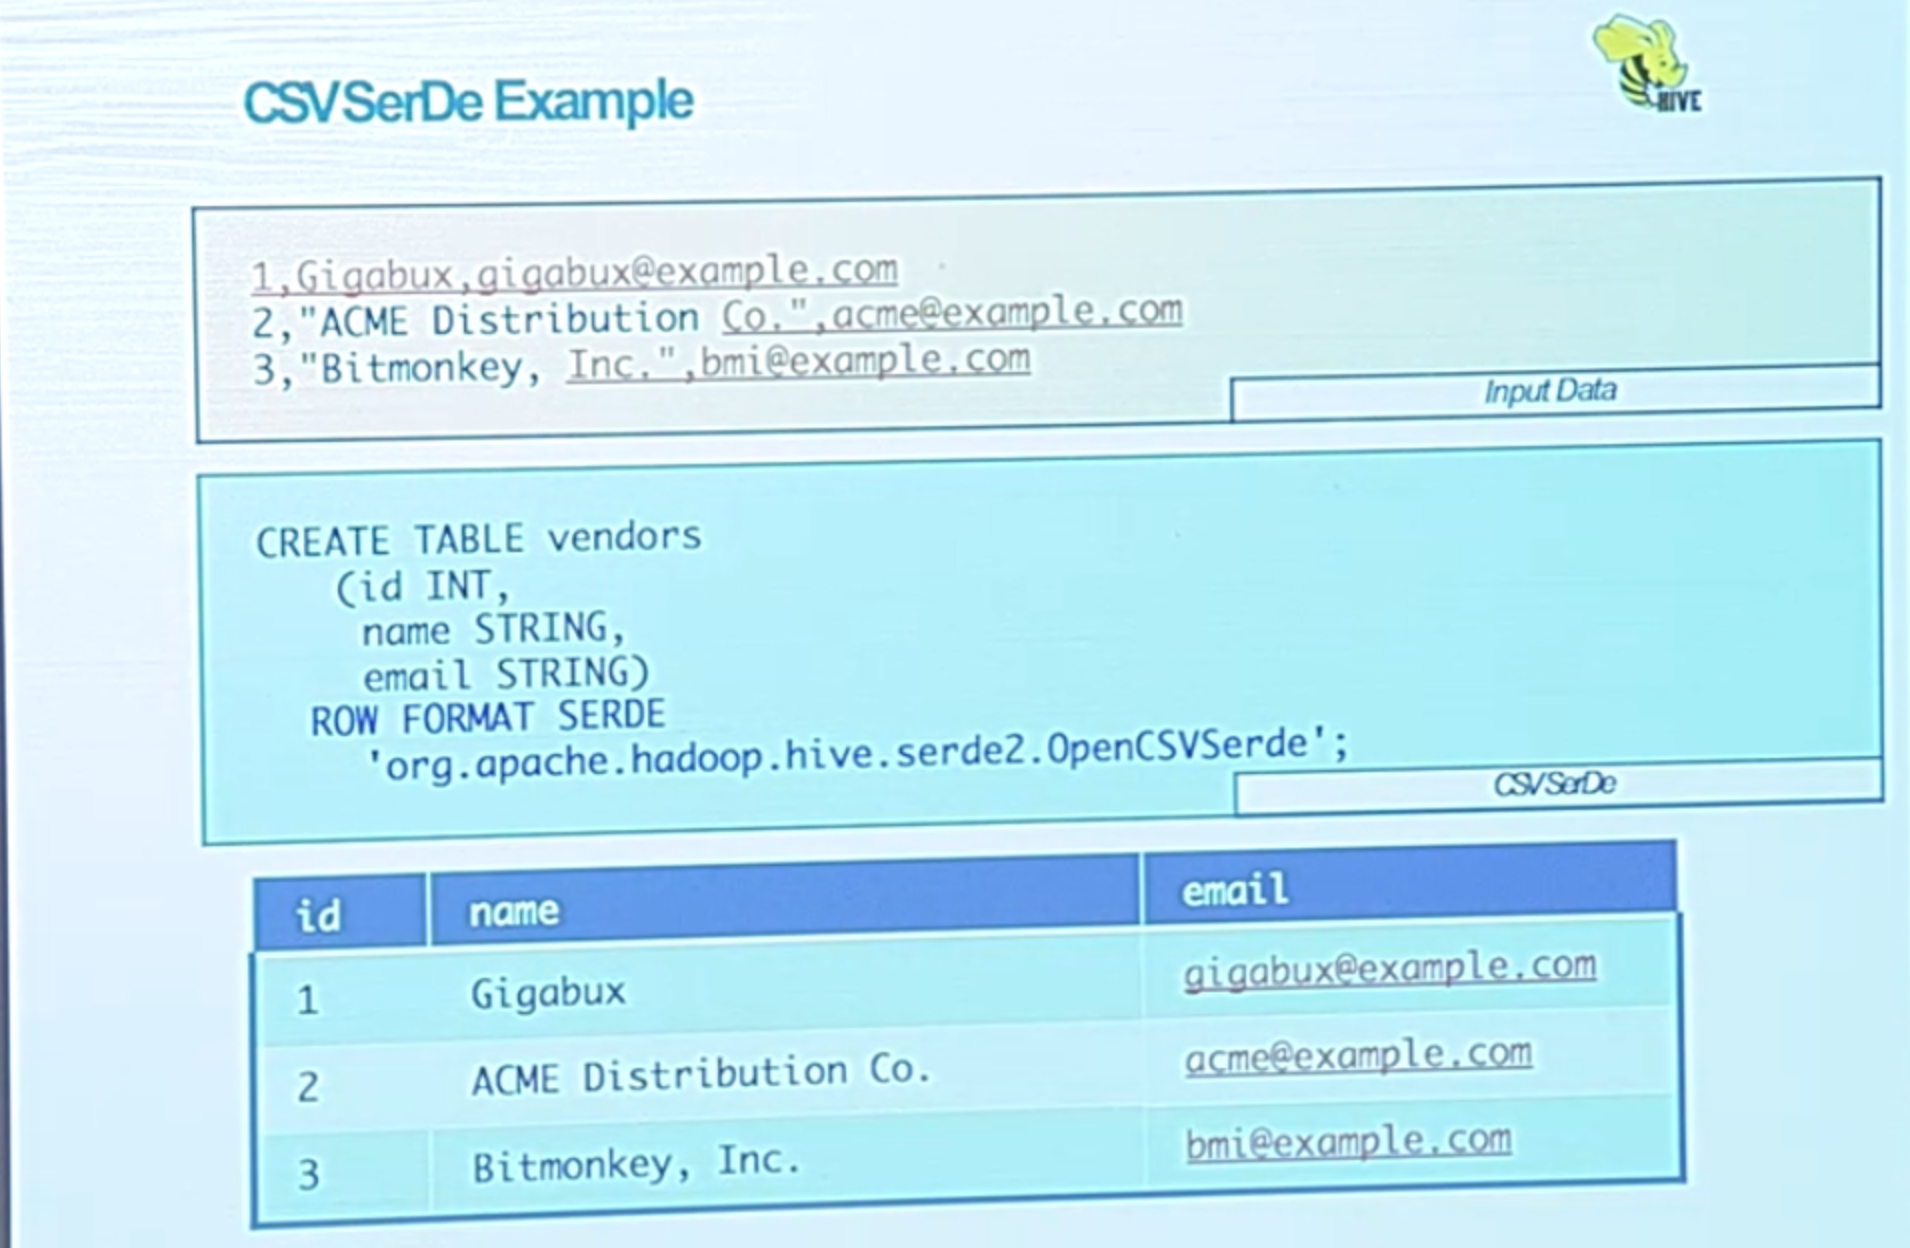 CSVSerDe Example
HIVE
1,Gigabux,gigabux@example.com
2,"ACME Distribution Co.",acme@example.com
3,"Bitmonkey, Inc.",bmi@example.com
Input Data
CREATE TABLE vendors
(id INT,
name STRING,
email STRING)
ROW FORMAT SERDE
'org.apache.hadoop.hive.serde2.OpenCSVSerde';
CSVSerDe
id name email
1 Gigabux gigabux@example.com
2 ACME Distribution Co. acme@example.com
3 Bitmonkey, Inc. bmi@example.com